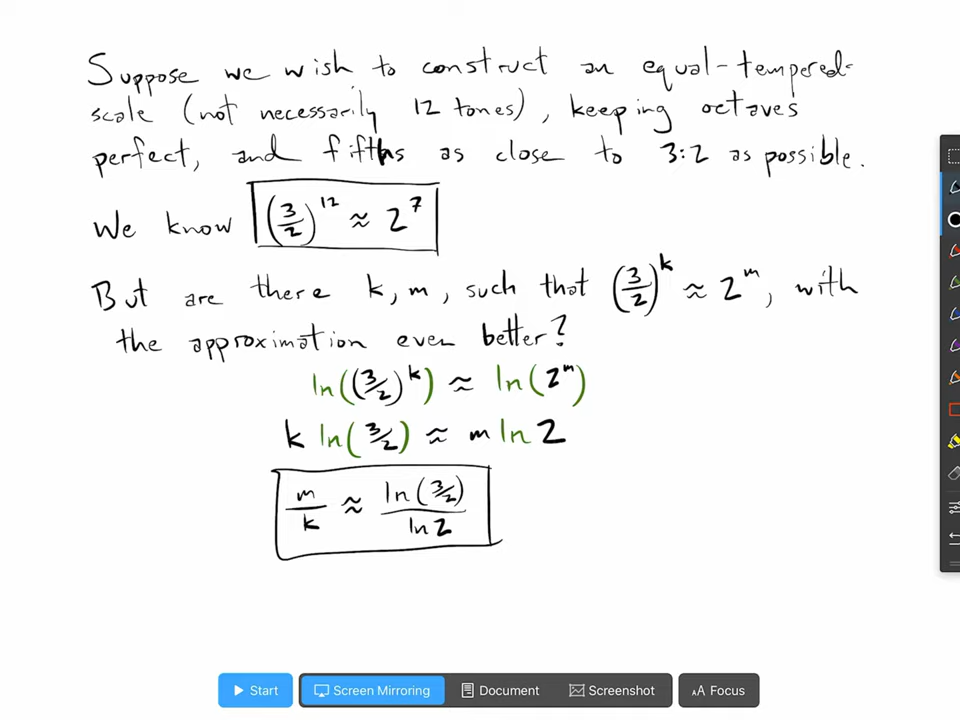 Suppose we wish to construct an equal-tempered
scale (not necessarily 12 tones), keeping octaves
perfect, and fifths as close to 3:2 as possible.
We know (3/2)^12 ≈ 2^7
But are there k, m, such that (3/2)^k ≈ 2^m, with
the approximation even better?
ln((3/2)^k) ≈ ln(2^m)
k ln(3/2) ≈ m ln 2
m/k ≈ ln(3/2)/ln 2
Start Screen Mirroring Document Screenshot AA Focus